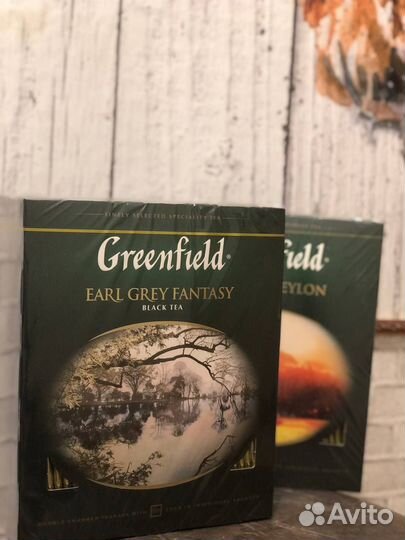 FINELY SELECTED SPECIALITY TEA
Greenfield®
EARL GREY FANTASY
BLACK TEA
field®
EYLON
Avito